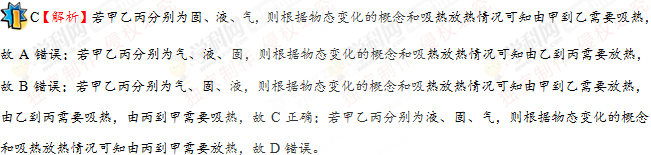 C【解析】若甲乙丙分别为固、液、气，则根据物态变化的概念和吸热放热情况可知由甲到乙需要吸热，
故 A 错误；若甲乙丙分别为气、液、固，则根据物态变化的概念和吸热放热情况可知由乙到丙需要放热，
故 B 错误；若甲乙丙分别为气、固、液，则根据物态变化的概念和吸热放热情况可知由甲到乙需要放热，
由乙到丙需要吸热，由丙到甲需要吸热，故 C 正确；若甲乙丙分别为液、固、气，则根据物态变化的概念
和吸热放热情况可知由丙到甲需要放热，故 D 错误。